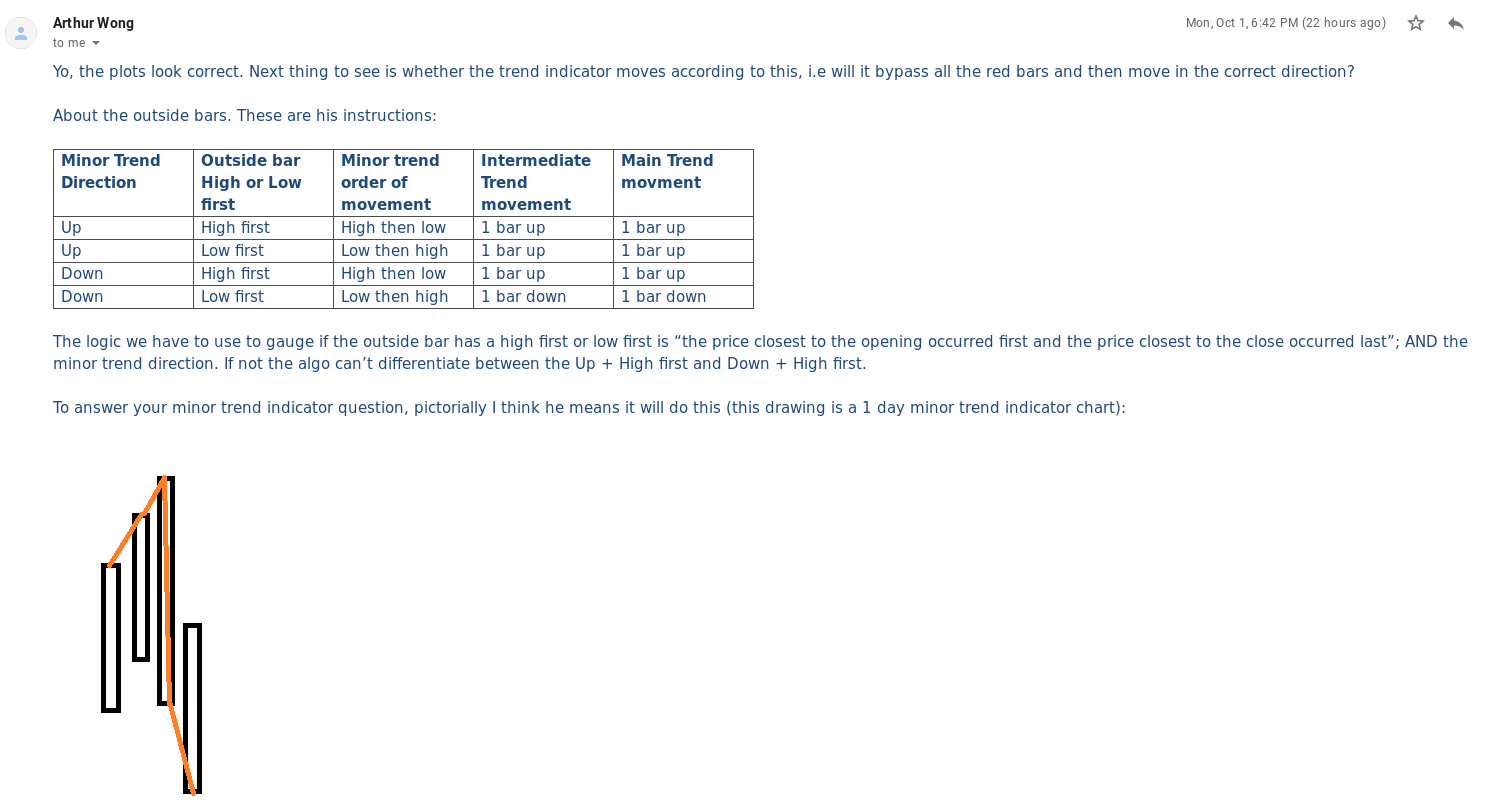 Arthur Wong
Mon, Oct 1, 6:42 PM (22 hours ago)
to me
Yo, the plots look correct. Next thing to see is whether the trend indicator moves according to this, i.e will it bypass all the red bars and then move in the correct direction?
About the outside bars. These are his instructions:
Minor Trend Direction | Outside bar High or Low first | Minor trend order of movement | Intermediate Trend movement | Main Trend movment
Up | High first | High then low | 1 bar up | 1 bar up
Up | Low first | Low then high | 1 bar up | 1 bar up
Down | High first | High then low | 1 bar up | 1 bar up
Down | Low first | Low then high | 1 bar down | 1 bar down
The logic we have to use to gauge if the outside bar has a high first or low first is “the price closest to the opening occurred first and the price closest to the close occurred last”; AND the
minor trend direction. If not the algo can’t differentiate between the Up + High first and Down + High first.
To answer your minor trend indicator question, pictorially I think he means it will do this (this drawing is a 1 day minor trend indicator chart):